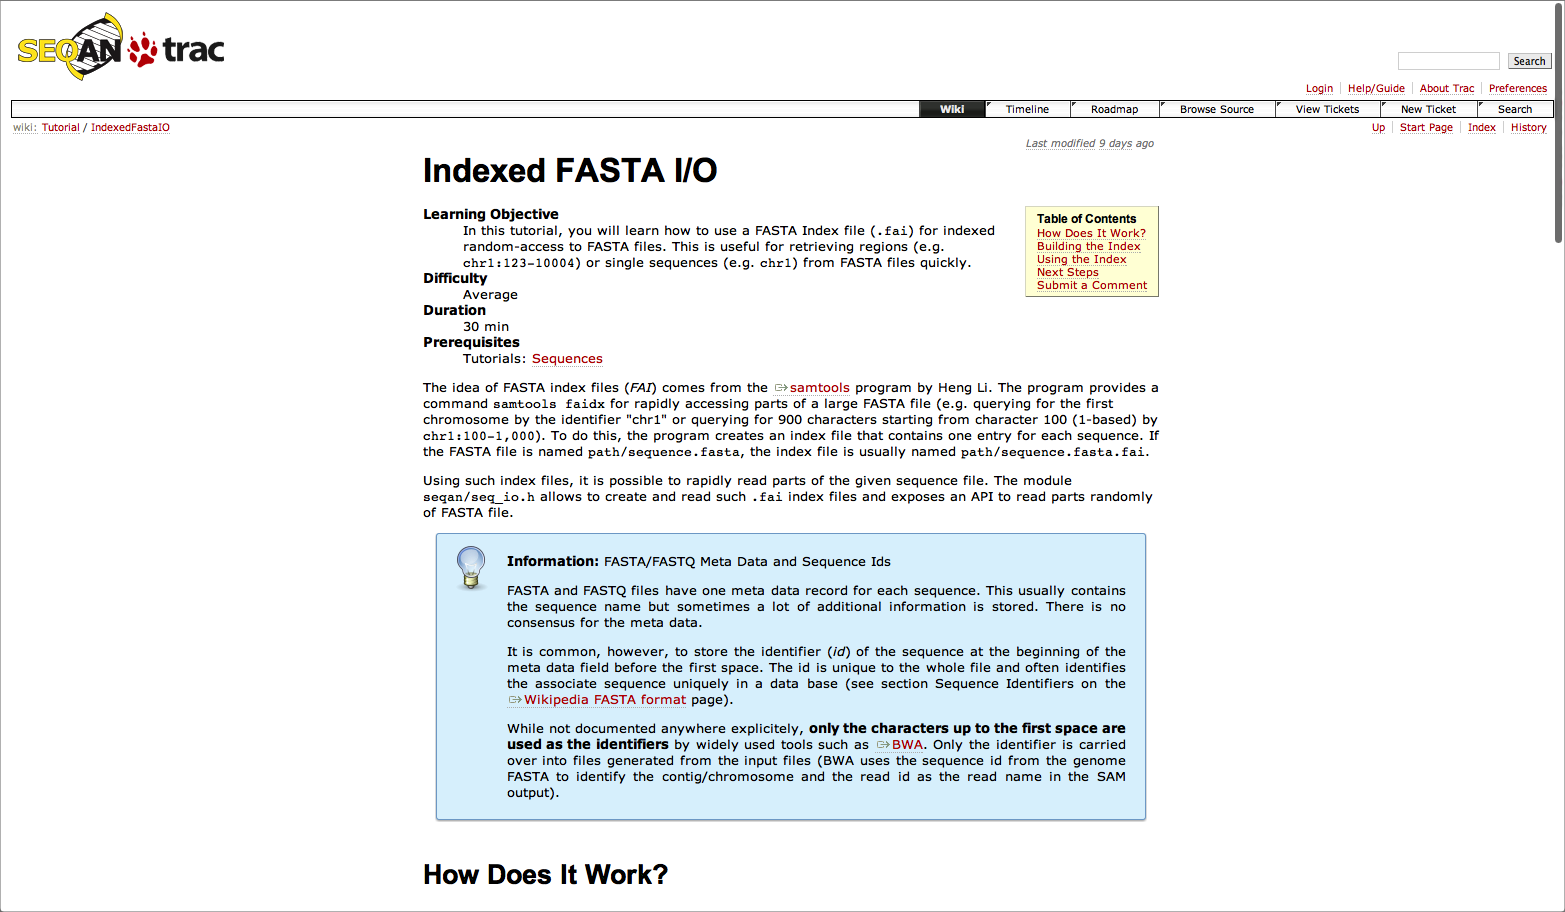 SEQAN trac
Search
Login Help/Guide About Trac Preferences
Wiki Timeline Roadmap Browse Source View Tickets New Ticket Search
wiki: Tutorial / IndexedFastaIO
Up Start Page Index History
Last modified 9 days ago
Indexed FASTA I/O
Learning Objective
In this tutorial, you will learn how to use a FASTA Index file (.fai) for indexed
random-access to FASTA files. This is useful for retrieving regions (e.g.
chr1:123-10004) or single sequences (e.g. chr1) from FASTA files quickly.
Difficulty
Average
Duration
30 min
Prerequisites
Tutorials: Sequences
Table of Contents
How Does It Work?
Building the Index
Using the Index
Next Steps
Submit a Comment
The idea of FASTA index files (FAI) comes from the samtools program by Heng Li. The program provides a
command samtools faidx for rapidly accessing parts of a large FASTA file (e.g. querying for the first
chromosome by the identifier "chr1" or querying for 900 characters starting from character 100 (1-based) by
chr1:100-1,000). To do this, the program creates an index file that contains one entry for each sequence. If
the FASTA file is named path/sequence.fasta, the index file is usually named path/sequence.fasta.fai.
Using such index files, it is possible to rapidly read parts of the given sequence file. The module
seqan/seq_io.h allows to create and read such .fai index files and exposes an API to read parts randomly
of FASTA file.
Information: FASTA/FASTQ Meta Data and Sequence Ids
FASTA and FASTQ files have one meta data record for each sequence. This usually contains
the sequence name but sometimes a lot of additional information is stored. There is no
consensus for the meta data.
It is common, however, to store the identifier (id) of the sequence at the beginning of the
meta data field before the first space. The id is unique to the whole file and often identifies
the associate sequence uniquely in a data base (see section Sequence Identifiers on the
Wikipedia FASTA format page).
While not documented anywhere explicitely, only the characters up to the first space are
used as the identifiers by widely used tools such as BWA. Only the identifier is carried
over into files generated from the input files (BWA uses the sequence id from the genome
FASTA to identify the contig/chromosome and the read id as the read name in the SAM
output).
How Does It Work?